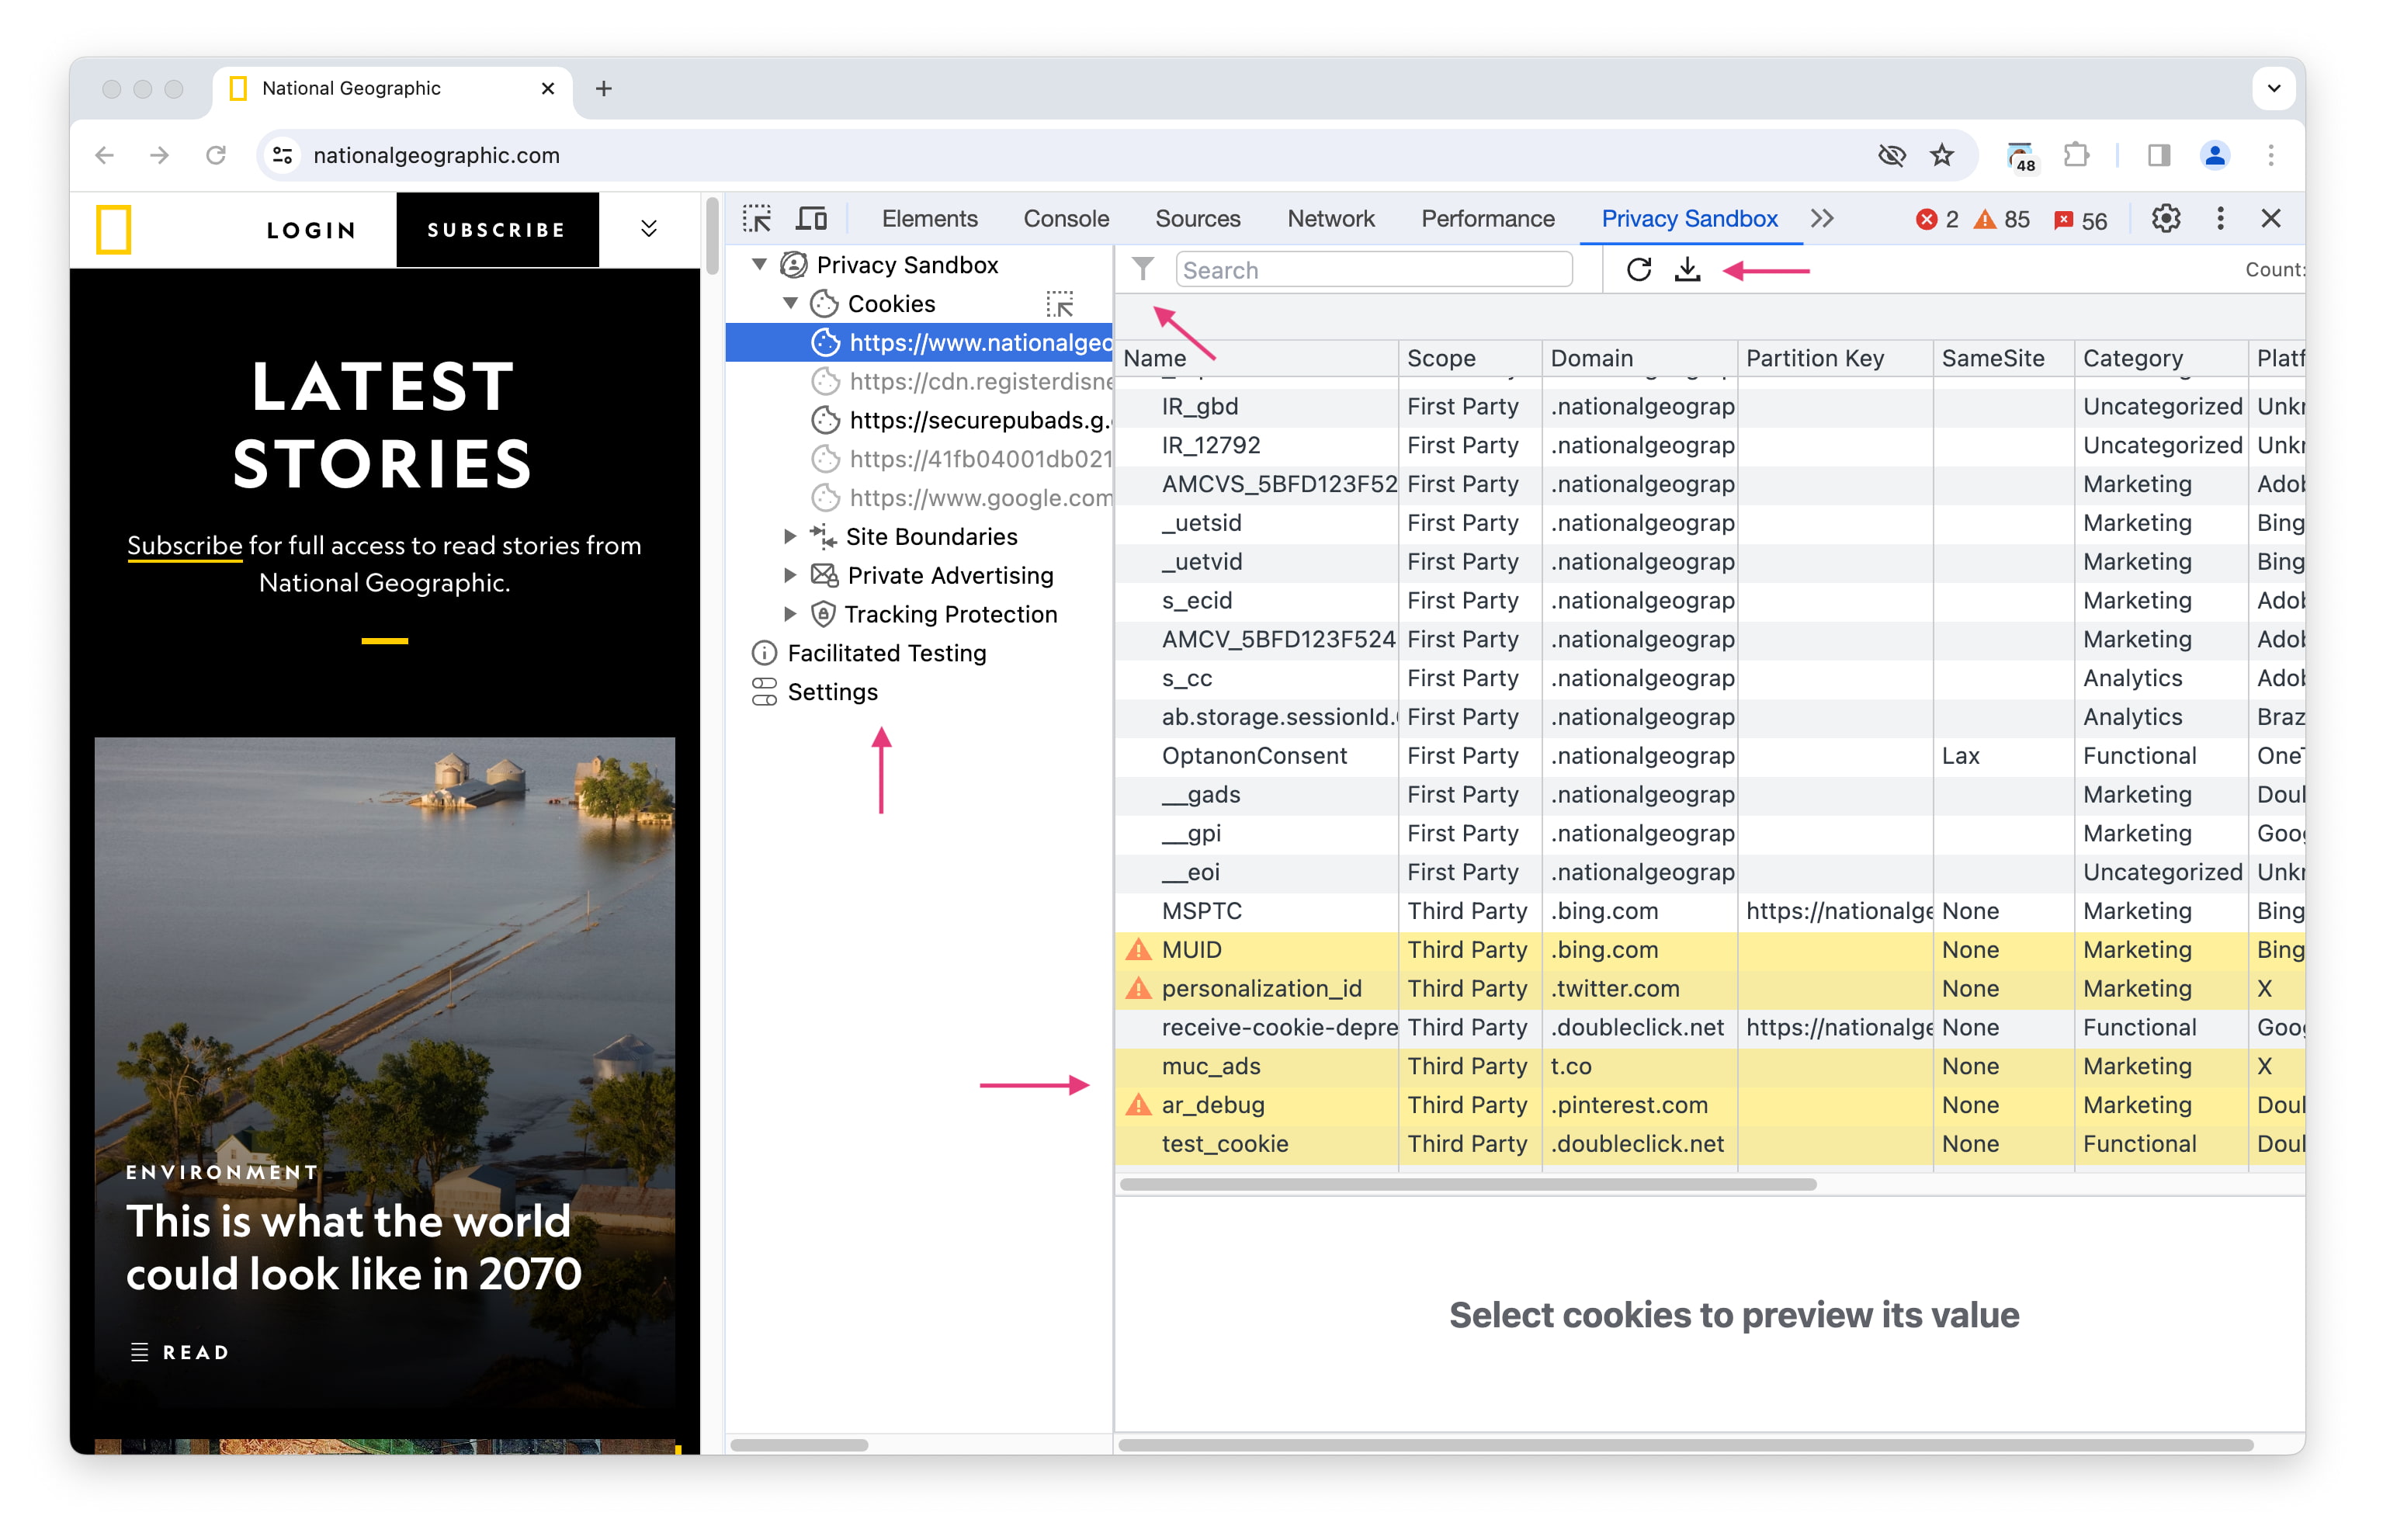 National Geographic
nationalgeographic.com
48
LOGIN
SUBSCRIBE
LATEST
STORIES
Subscribe for full access to read stories from
National Geographic.
ENVIRONMENT
This is what the world
could look like in 2070
READ
Elements Console Sources Network Performance Privacy Sandbox 2 85 56
Privacy Sandbox
Cookies
https://www.nationalgeo
https://cdn.registerdisne
https://securepubads.g.
https://41fb04001db021
https://www.google.com
Site Boundaries
Private Advertising
Tracking Protection
Facilitated Testing
Settings
Search
Count:
Name Scope Domain Partition Key SameSite Category Platf
IR_gbd First Party .nationalgeograp Uncategorized Unkn
IR_12792 First Party .nationalgeograp Uncategorized Unkn
AMCVS_5BFD123F52 First Party .nationalgeograp Marketing Adob
_uetsid First Party .nationalgeograp Marketing Bing
_uetvid First Party .nationalgeograp Marketing Bing
s_ecid First Party .nationalgeograp Marketing Adob
AMCV_5BFD123F524 First Party .nationalgeograp Marketing Adob
s_cc First Party .nationalgeograp Analytics Adob
ab.storage.sessionId. First Party .nationalgeograp Analytics Braz
OptanonConsent First Party .nationalgeograp Lax Functional OneT
__gads First Party .nationalgeograp Marketing Doul
__gpi First Party .nationalgeograp Marketing Goog
__eoi First Party .nationalgeograp Uncategorized Unkn
MSPTC Third Party .bing.com https://nationalge None Marketing Bing
MUID Third Party .bing.com None Marketing Bing
personalization_id Third Party .twitter.com None Marketing X
receive-cookie-depre Third Party .doubleclick.net https://nationalge None Functional Goog
muc_ads Third Party t.co None Marketing X
ar_debug Third Party .pinterest.com None Marketing Doul
test_cookie Third Party .doubleclick.net None Functional Doul
Select cookies to preview its value